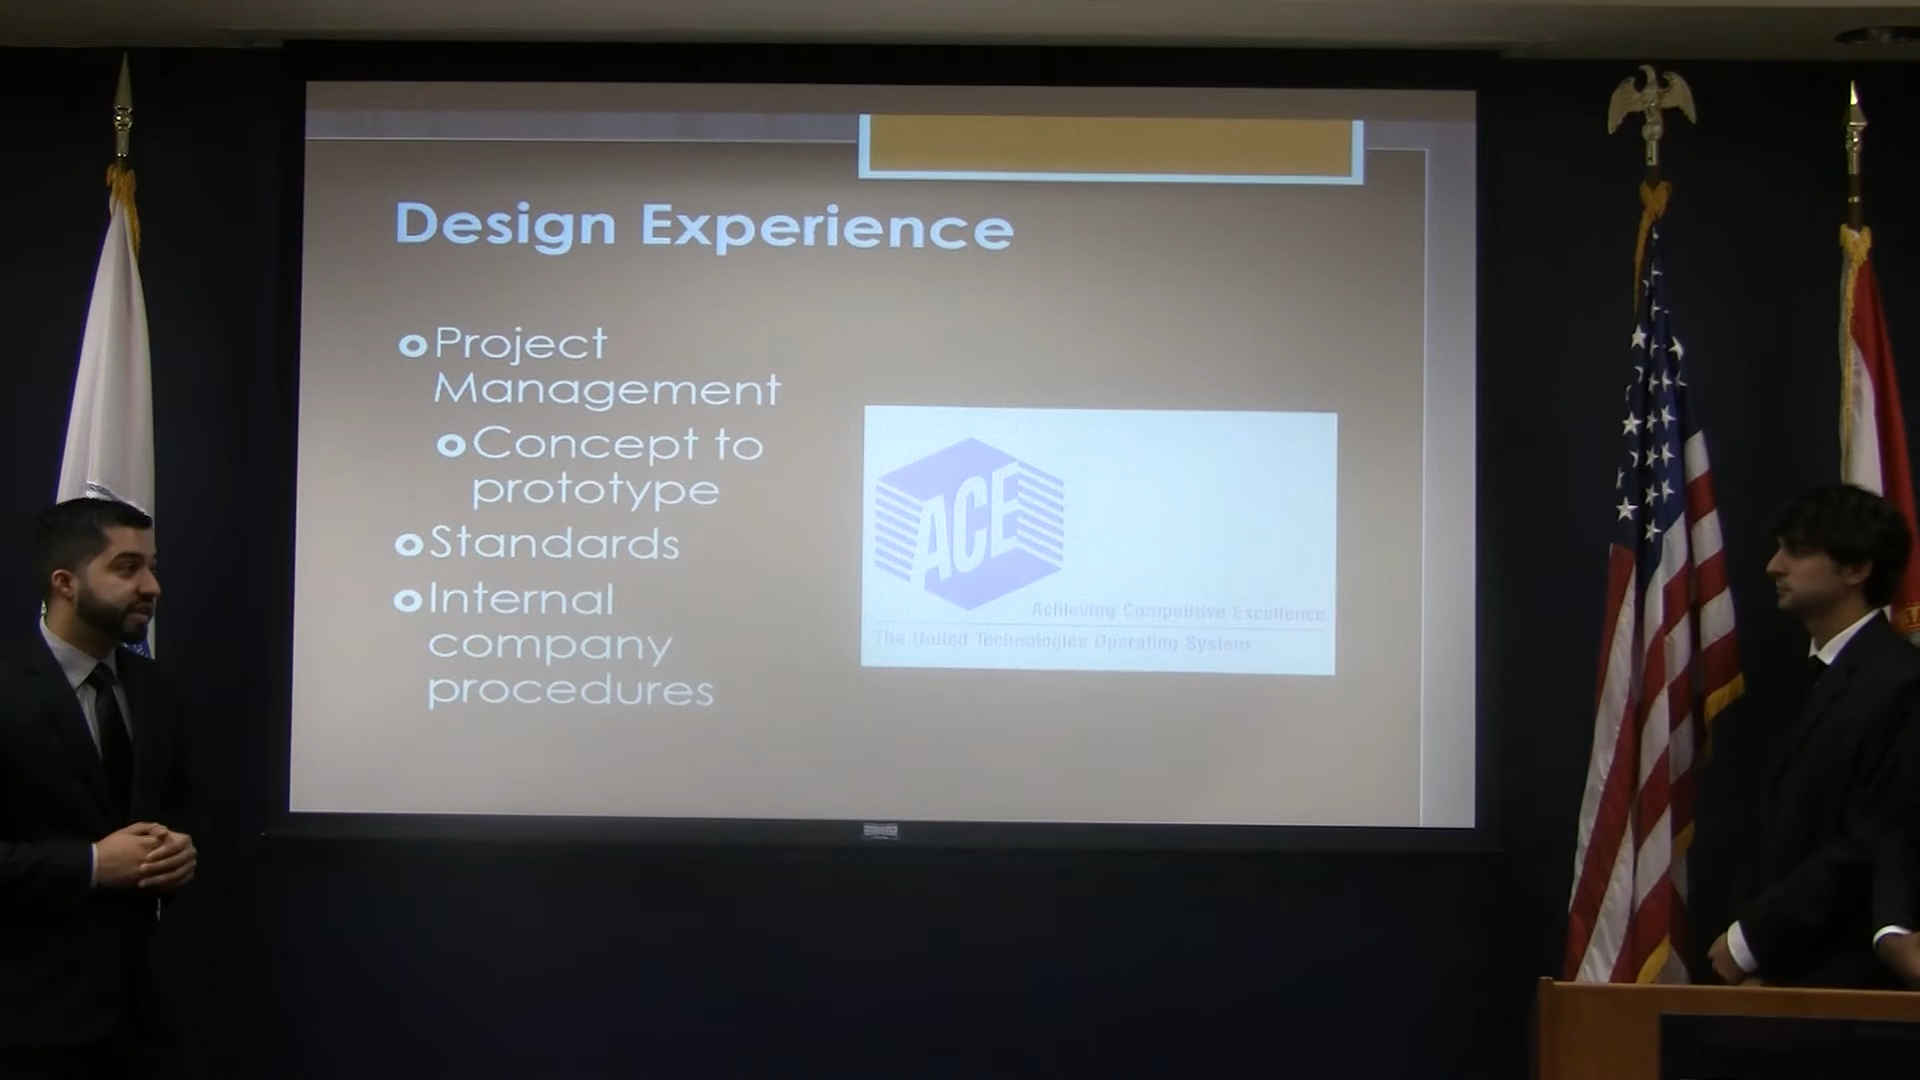 Design Experience
Project
Management
Concept to
prototype
Standards
Internal
company
procedures
ACE
Achieving Competitive Excellence
The United Technologies Operating System